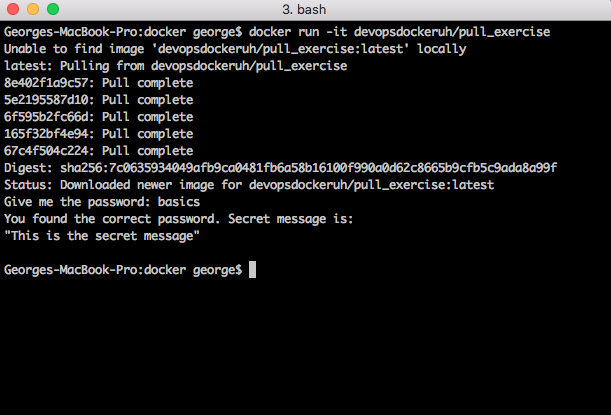 3. bash
Georges-MacBook-Pro:docker george$ docker run -it devopsdockeruh/pull_exercise
Unable to find image 'devopsdockeruh/pull_exercise:latest' locally
latest: Pulling from devopsdockeruh/pull_exercise
8e402f1a9c57: Pull complete
5e2195587d10: Pull complete
6f595b2fc66d: Pull complete
165f32bf4e94: Pull complete
67c4f504c224: Pull complete
Digest: sha256:7c0635934049afb9ca0481fb6a58b16100f990a0d62c8665b9cfb5c9ada8a99f
Status: Downloaded newer image for devopsdockeruh/pull_exercise:latest
Give me the password: basics
You found the correct password. Secret message is:
"This is the secret message"
Georges-MacBook-Pro:docker george$